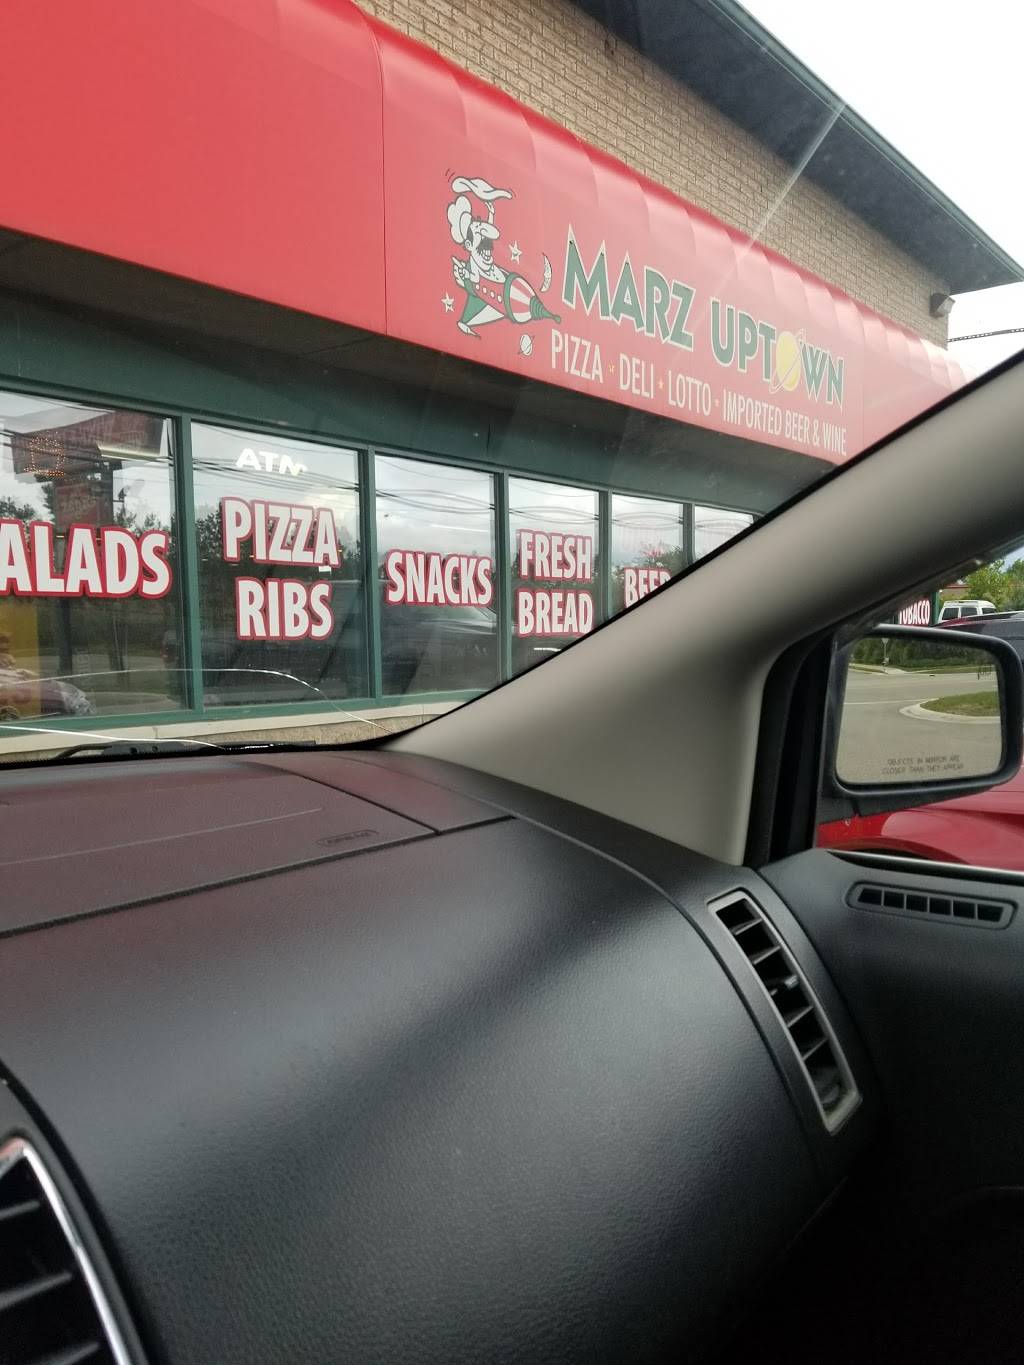 MARZ UPTOWN
PIZZA DELI LOTTO IMPORTED BEER & WINE
ATM
ALADS
PIZZA
RIBS
SNACKS
FRESH
BREAD
BEER
TOBACCO
OBJECTS IN MIRROR ARE
CLOSER THAN THEY APPEAR